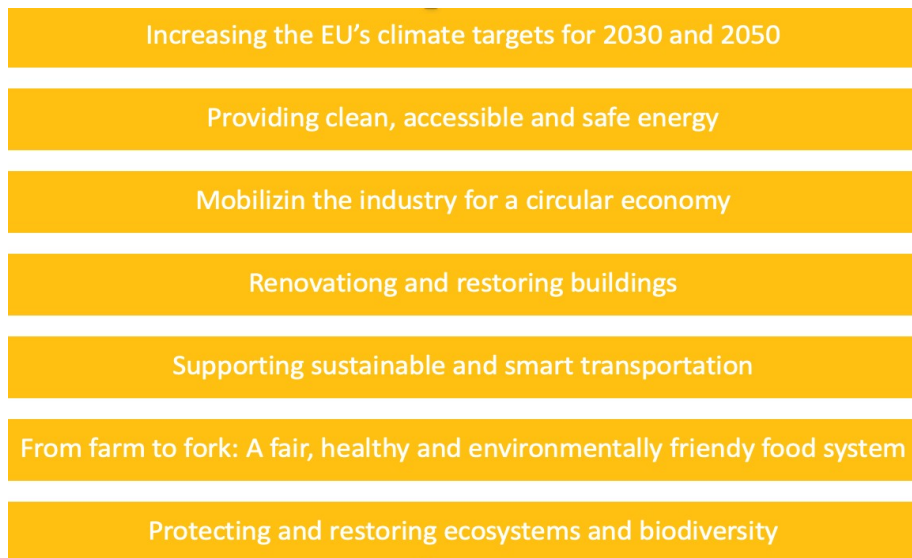 Increasing the EU’s climate targets for 2030 and 2050
Providing clean, accessible and safe energy
Mobilizin the industry for a circular economy
Renovationg and restoring buildings
Supporting sustainable and smart transportation
From farm to fork: A fair, healthy and environmentally friendy food system
Protecting and restoring ecosystems and biodiversity